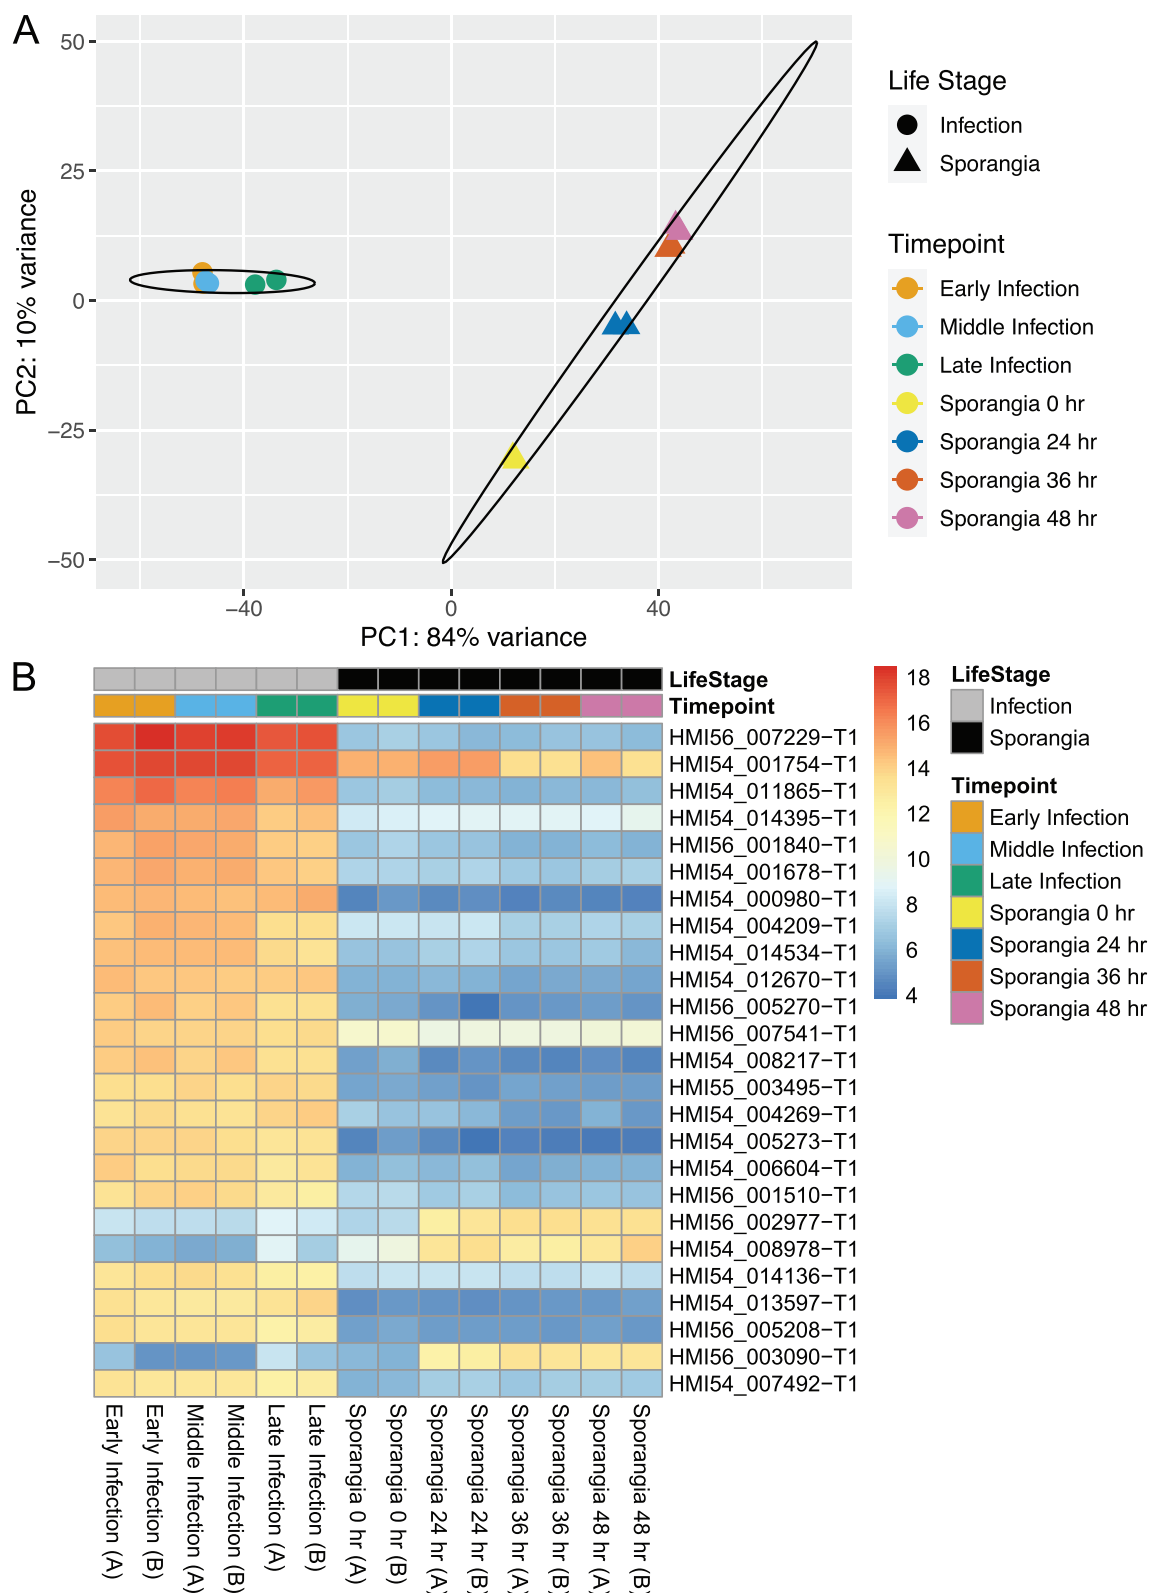 A
50
25
0
−25
−50
PC2: 10% variance
−40
0
40
PC1: 84% variance
Life Stage
Infection
Sporangia
Timepoint
Early Infection
Middle Infection
Late Infection
Sporangia 0 hr
Sporangia 24 hr
Sporangia 36 hr
Sporangia 48 hr
B
LifeStage
Timepoint
HMI56_007229−T1
HMI54_001754−T1
HMI54_011865−T1
HMI54_014395−T1
HMI56_001840−T1
HMI54_001678−T1
HMI54_000980−T1
HMI54_004209−T1
HMI54_014534−T1
HMI54_012670−T1
HMI56_005270−T1
HMI56_007541−T1
HMI54_008217−T1
HMI55_003495−T1
HMI54_004269−T1
HMI54_005273−T1
HMI54_006604−T1
HMI56_001510−T1
HMI56_002977−T1
HMI54_008978−T1
HMI54_014136−T1
HMI54_013597−T1
HMI56_005208−T1
HMI56_003090−T1
HMI54_007492−T1
Early Infection (A)
Early Infection (B)
Middle Infection (A)
Middle Infection (B)
Late Infection (A)
Late Infection (B)
Sporangia 0 hr (A)
Sporangia 0 hr (B)
Sporangia 24 hr (A)
Sporangia 24 hr (B)
Sporangia 36 hr (A)
Sporangia 36 hr (B)
Sporangia 48 hr (A)
Sporangia 48 hr (B)
18
16
14
12
10
8
6
4
LifeStage
Infection
Sporangia
Timepoint
Early Infection
Middle Infection
Late Infection
Sporangia 0 hr
Sporangia 24 hr
Sporangia 36 hr
Sporangia 48 hr